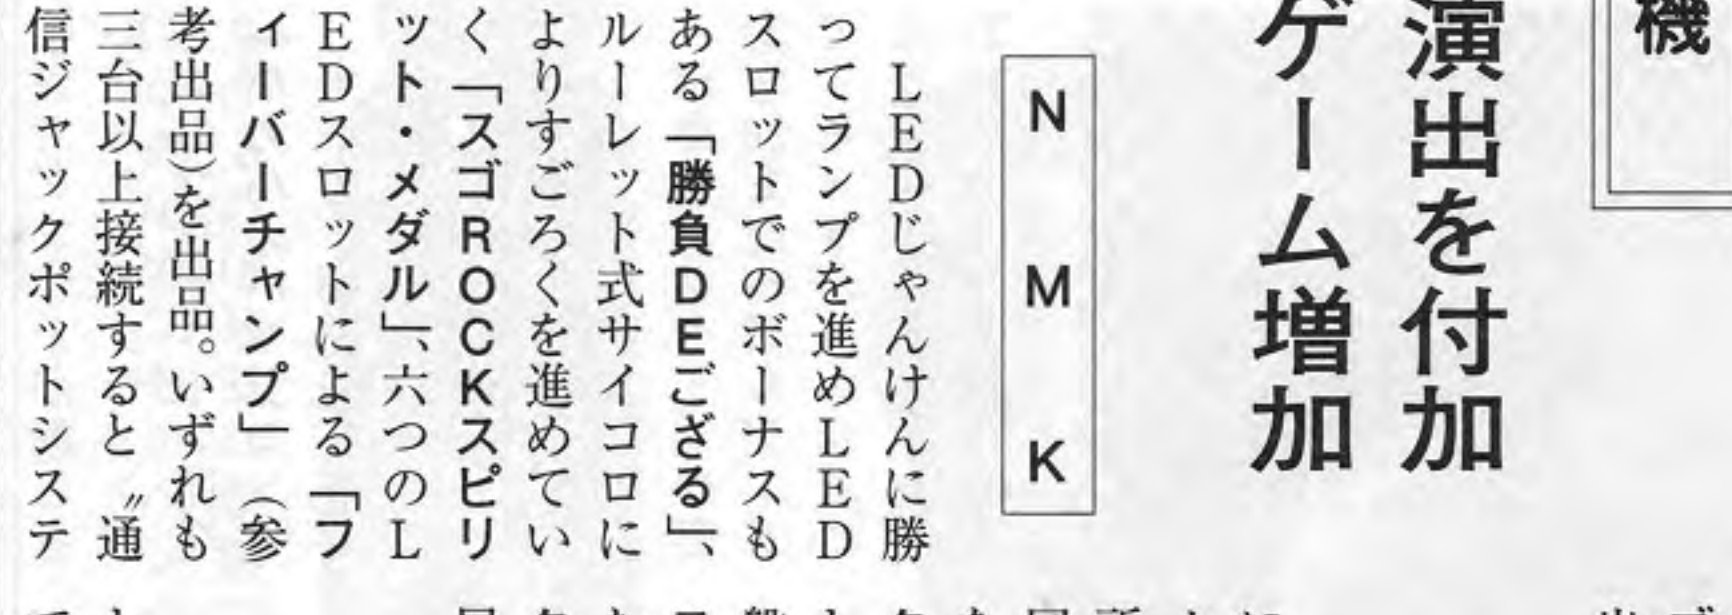 機
演出を付加
ゲーム増加
NMK
LEDじゃんけんに勝
ってランプを進めLED
スロットでのボーナスも
ある「勝負DEござる」、
ルーレット式サイコロに
よりすごろくを進めてい
く「スゴROCKスピリ
ット・メダル」、六つのL
EDスロットによる「フ
ィーバーチャンプ」（参
考出品）を出品。いずれも
三台以上接続すると〝通
信ジャックポットシステ